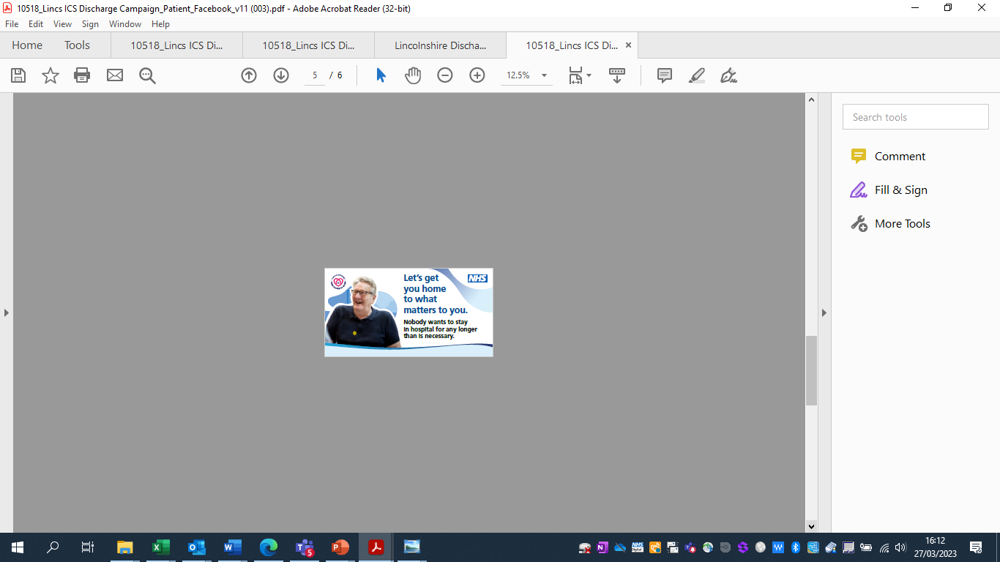 10518_Lincs ICS Discharge Campaign_Patient_Facebook_v11 (003).pdf - Adobe Acrobat Reader (32-bit)
File Edit View Sign Window Help
Home Tools 10518_Lincs ICS Di... 10518_Lincs ICS Di... Lincolnshire Discha... 10518_Lincs ICS Di...
5 / 6 12.5%
Search tools
Comment
Fill & Sign
More Tools
NHS
Let's get
you home
to what
matters to you.
Nobody wants to stay
in hospital for any longer
than is necessary.
5
NHS
Digital
16:12
27/03/2023